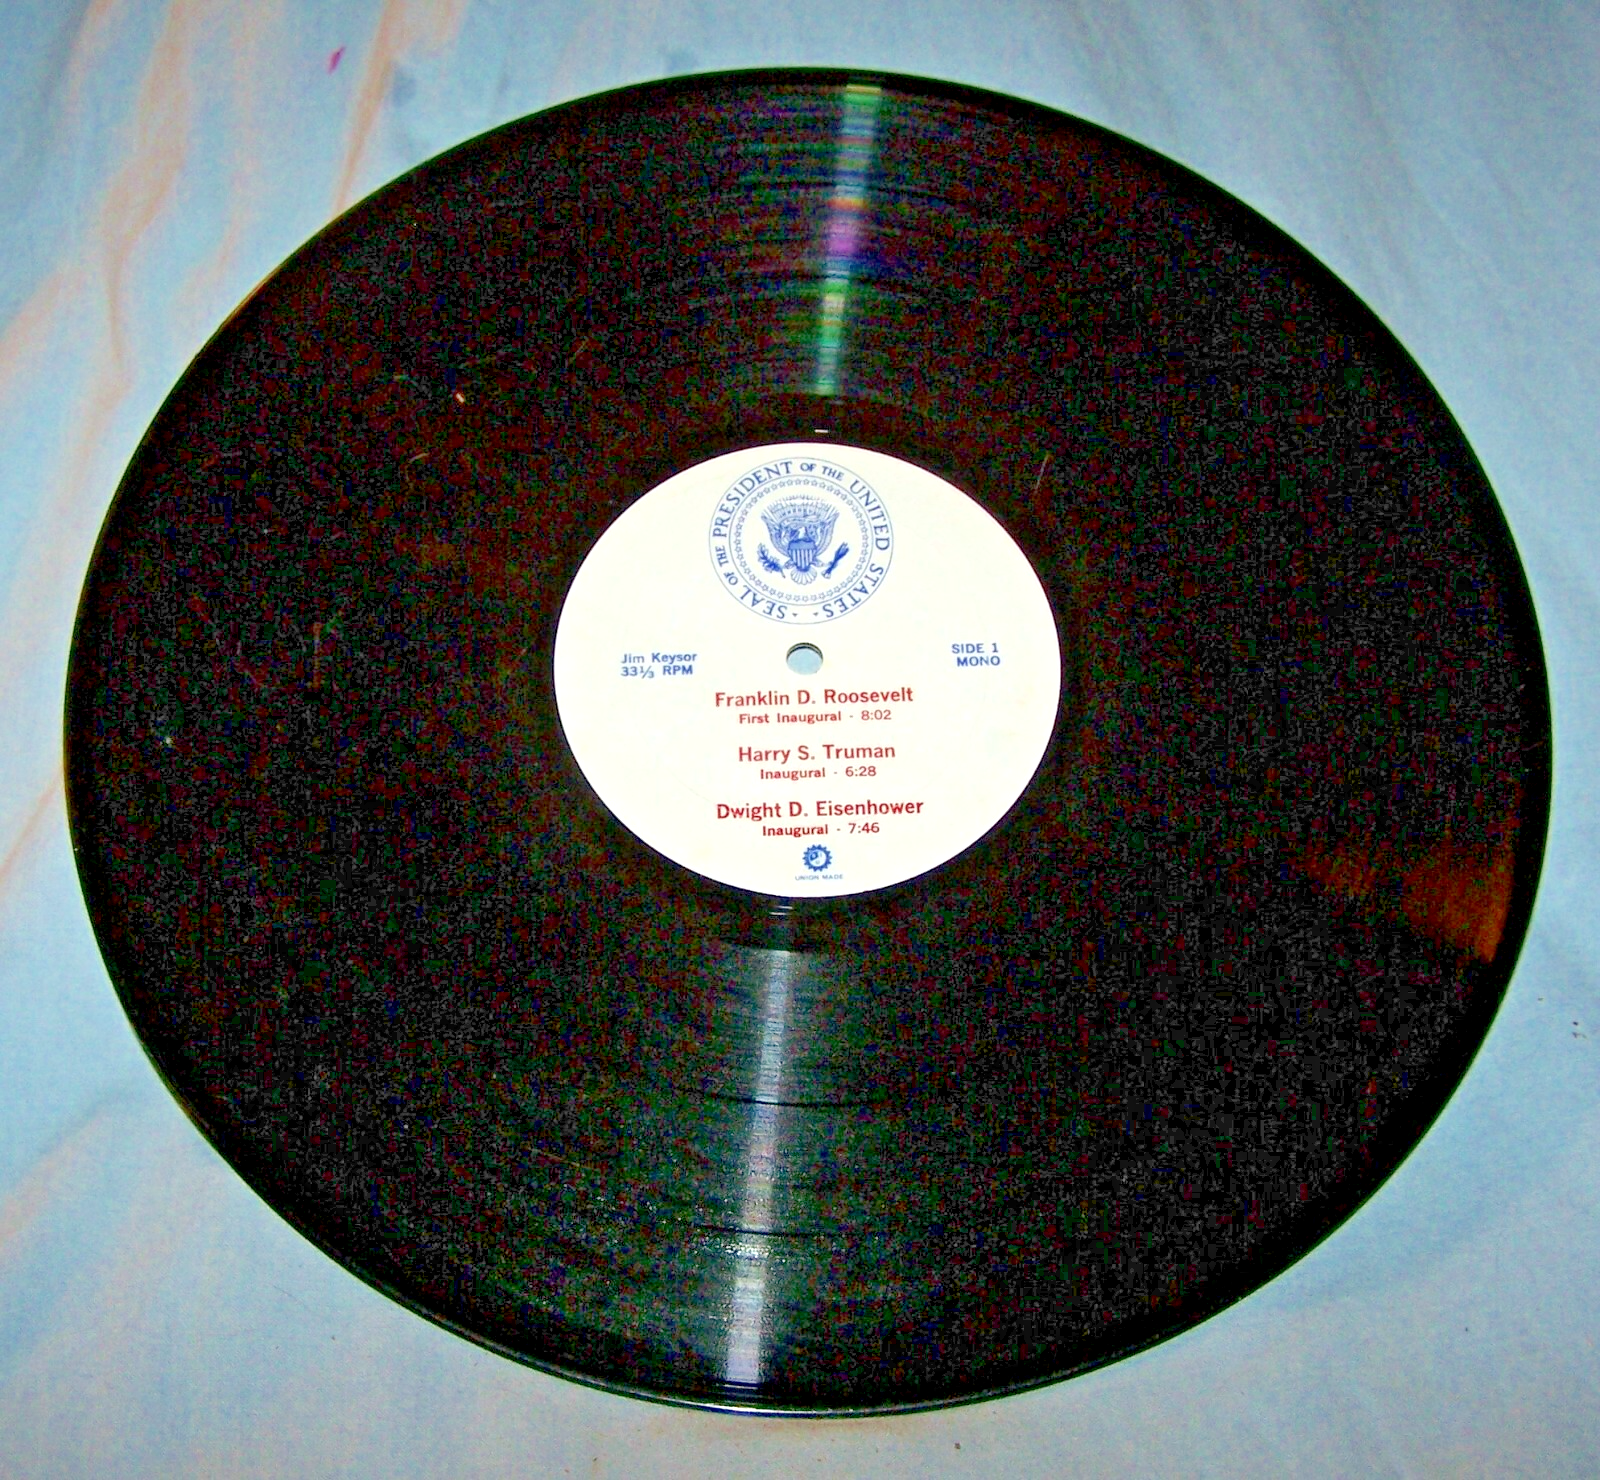 SEAL OF THE PRESIDENT OF THE UNITED STATES
Jim Keysor
33⅓ RPM
SIDE 1
MONO
Franklin D. Roosevelt
First Inaugural - 8:02
Harry S. Truman
Inaugural - 6:28
Dwight D. Eisenhower
Inaugural - 7:46
UNION MADE